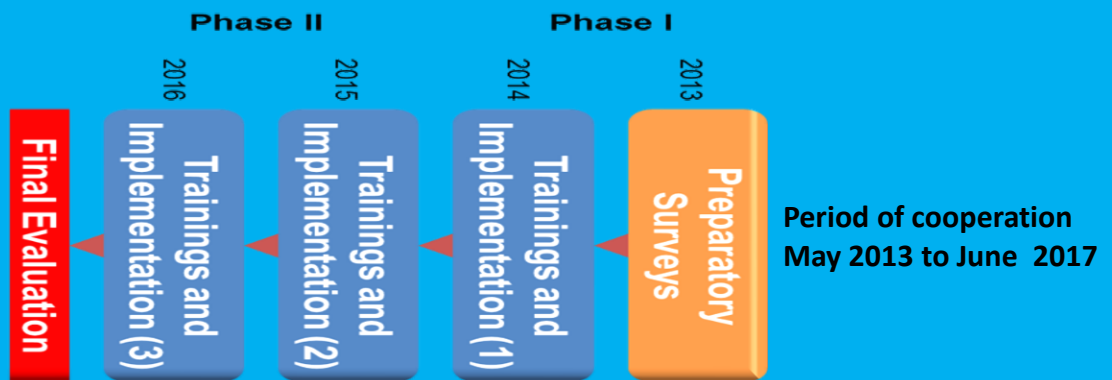 Phase II
Phase I
2013
Preparatory
Surveys
2014
Trainings and
Implementation (1)
2015
Trainings and
Implementation (2)
2016
Trainings and
Implementation (3)
Final Evaluation
Period of cooperation
May 2013 to June 2017